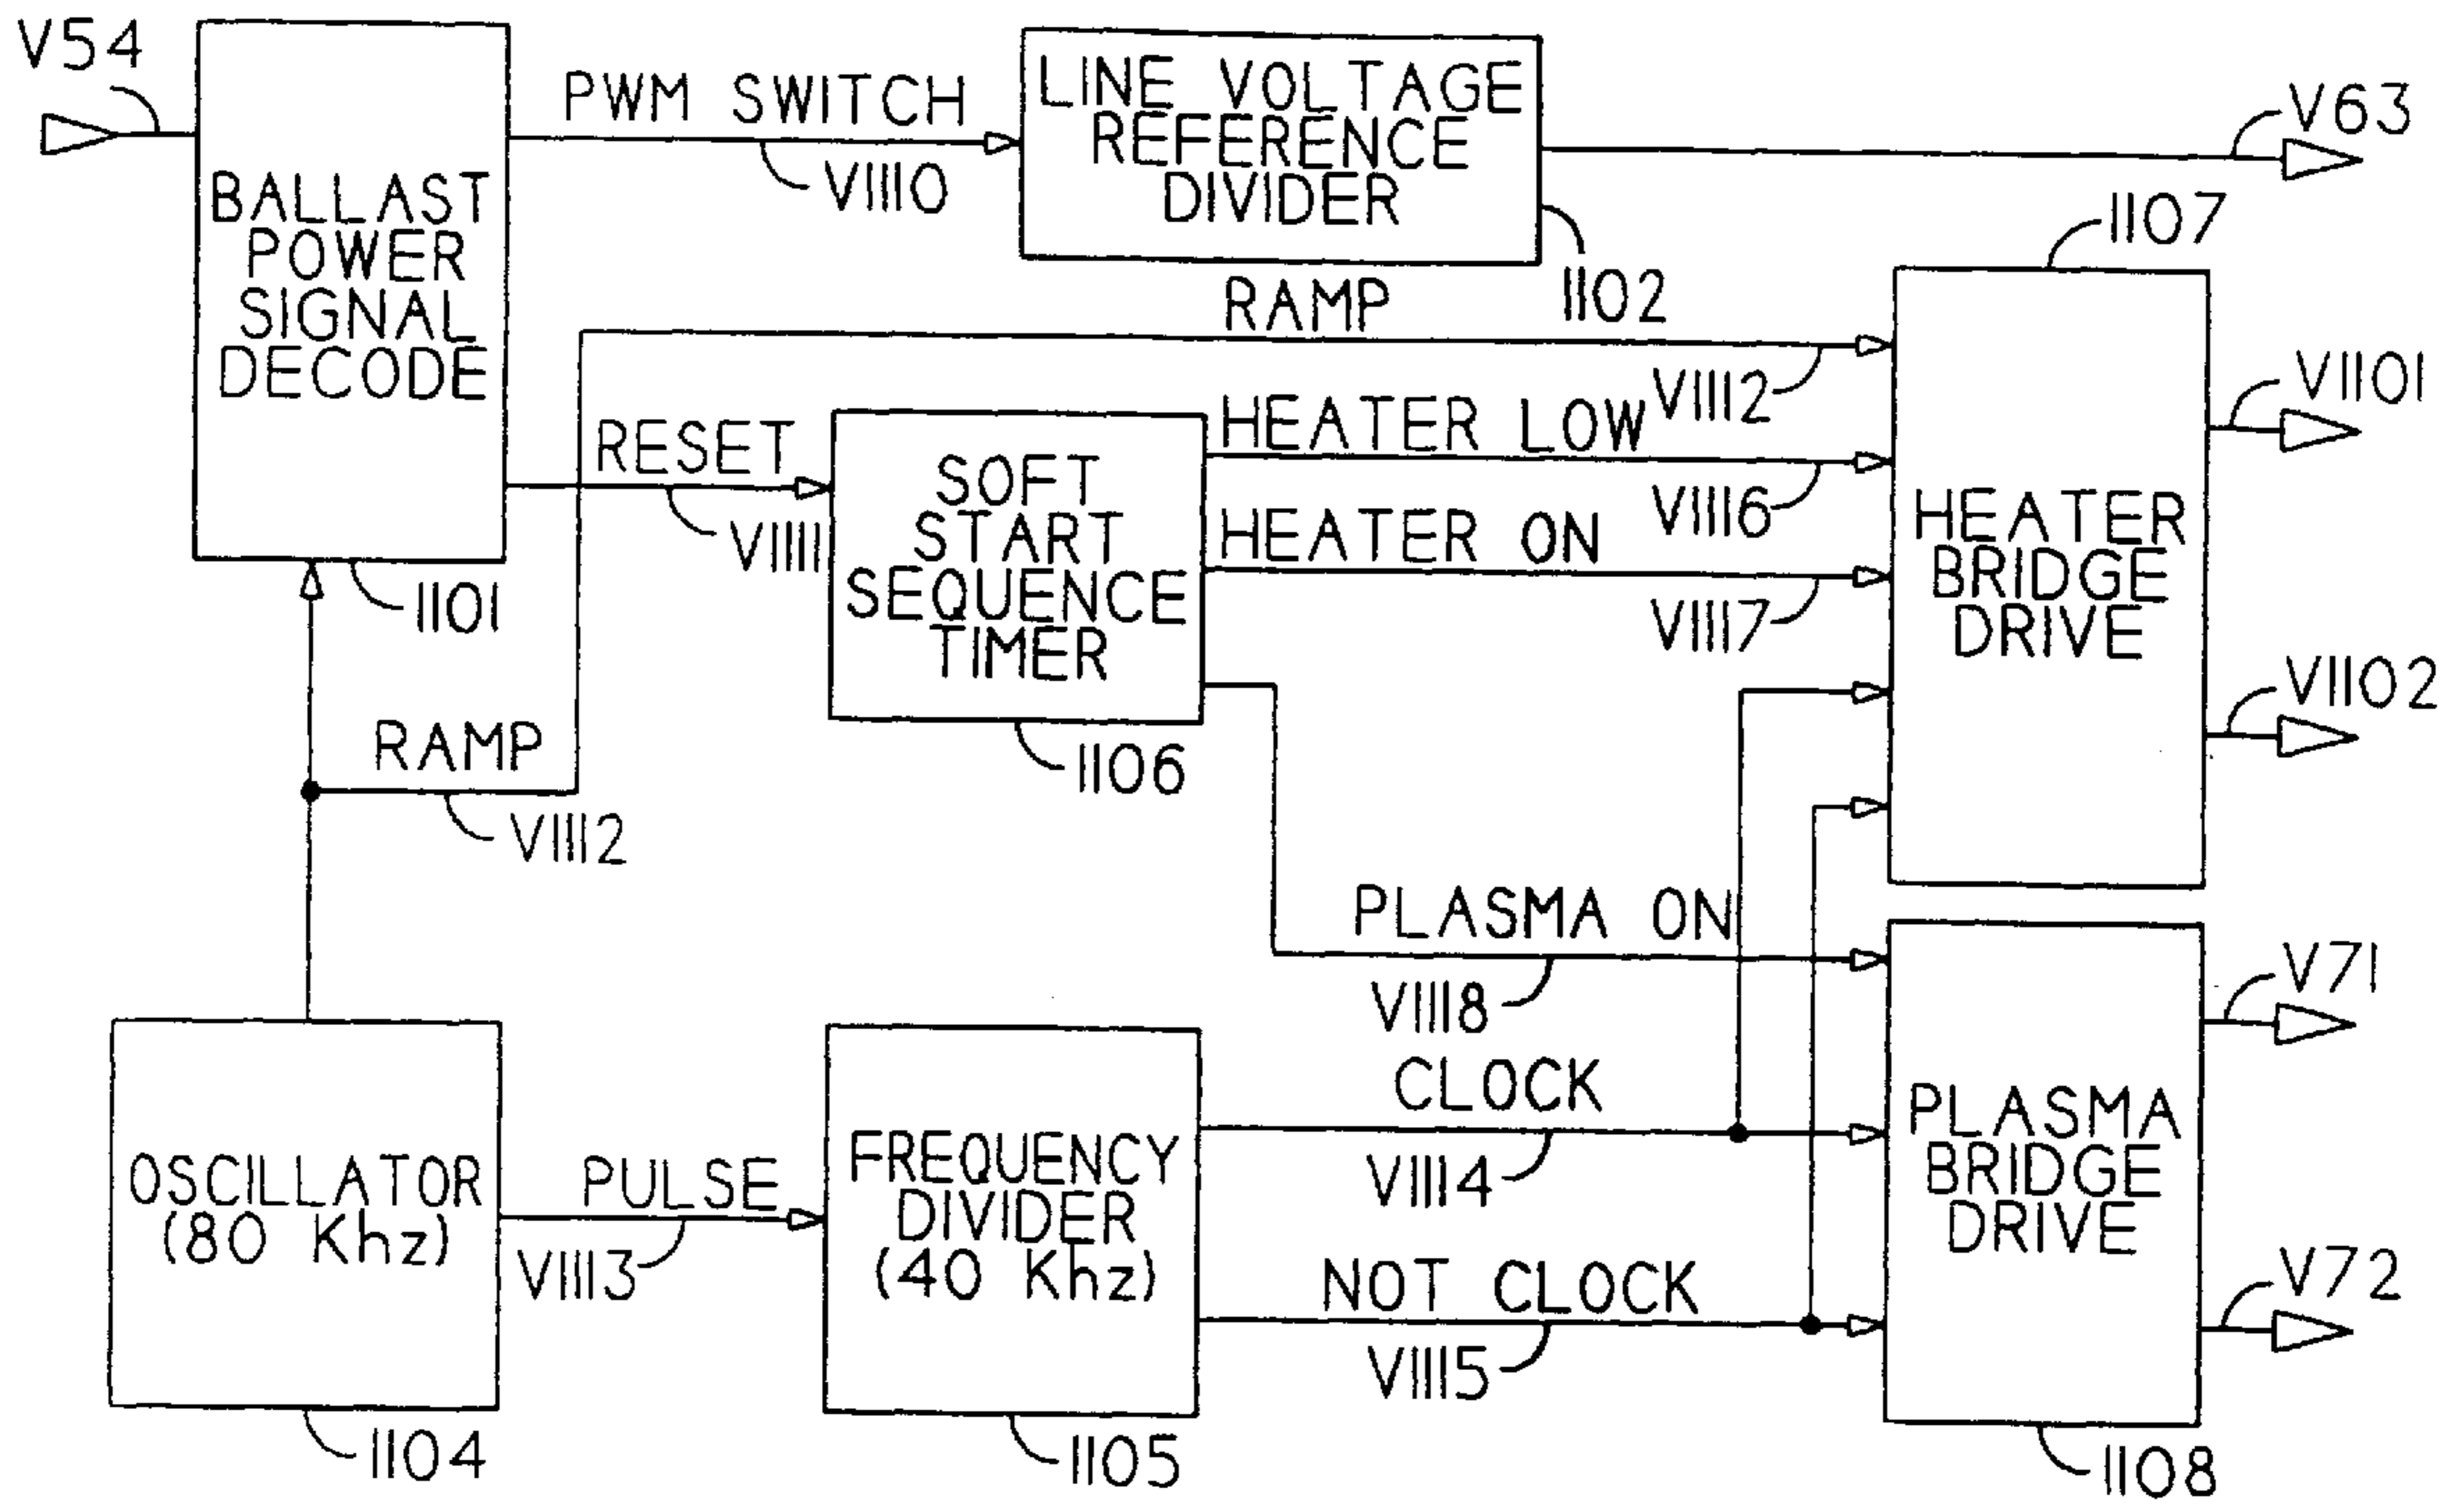 V54
BALLAST
POWER
SIGNAL
DECODE
1101
PWM SWITCH
V1110
LINE VOLTAGE
REFERENCE
DIVIDER
1102
V63
RAMP
V1112
RESET
V1111
SOFT
START
SEQUENCE
TIMER
1106
HEATER LOW
V1116
HEATER ON
V1117
1107
HEATER
BRIDGE
DRIVE
V1101
V1102
RAMP
V1112
PLASMA ON
V1118
OSCILLATOR
(80 Khz)
1104
PULSE
V1113
FREQUENCY
DIVIDER
(40 Khz)
1105
CLOCK
V1114
NOT CLOCK
V1115
PLASMA
BRIDGE
DRIVE
1108
V71
V72